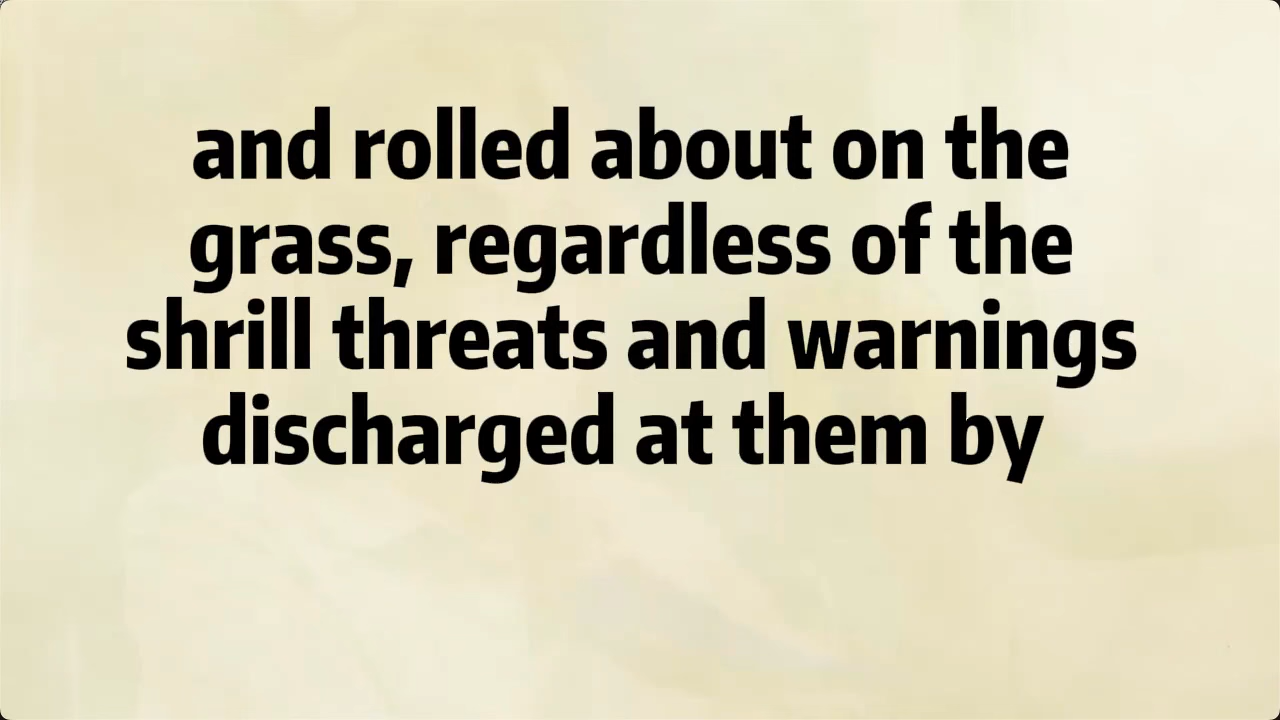 and rolled about on the
grass, regardless of the
shrill threats and warnings
discharged at them by